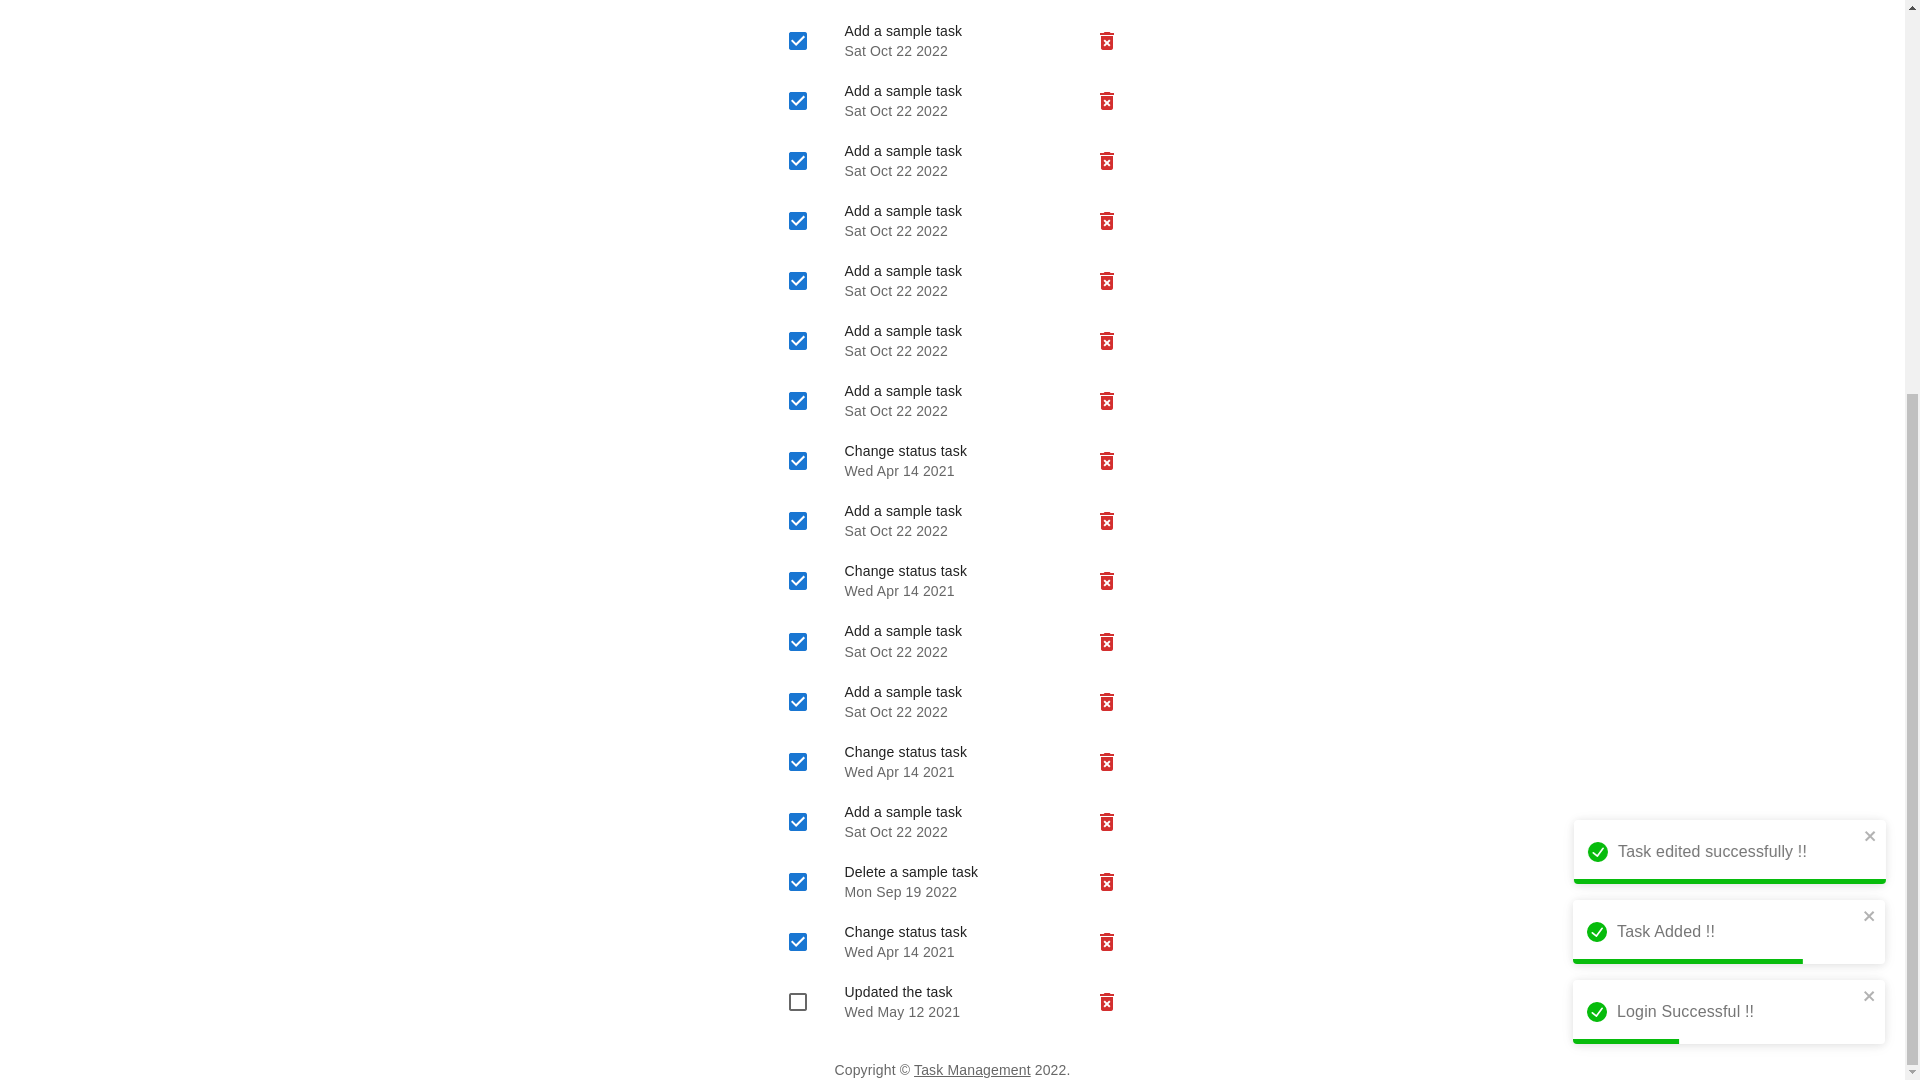 Add a sample task
Sat Oct 22 2022
Add a sample task
Sat Oct 22 2022
Add a sample task
Sat Oct 22 2022
Add a sample task
Sat Oct 22 2022
Add a sample task
Sat Oct 22 2022
Add a sample task
Sat Oct 22 2022
Add a sample task
Sat Oct 22 2022
Change status task
Wed Apr 14 2021
Add a sample task
Sat Oct 22 2022
Change status task
Wed Apr 14 2021
Add a sample task
Sat Oct 22 2022
Add a sample task
Sat Oct 22 2022
Change status task
Wed Apr 14 2021
Add a sample task
Sat Oct 22 2022
Delete a sample task
Mon Sep 19 2022
Change status task
Wed Apr 14 2021
Updated the task
Wed May 12 2021
Copyright © Task Management 2022.
Task edited successfully !!
Task Added !!
Login Successful !!